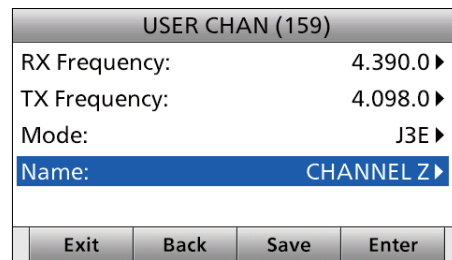 USER CHAN (159)
RX Frequency: 4.390.0
TX Frequency: 4.098.0
Mode: J3E
Name: CHANNEL Z
Exit Back Save Enter